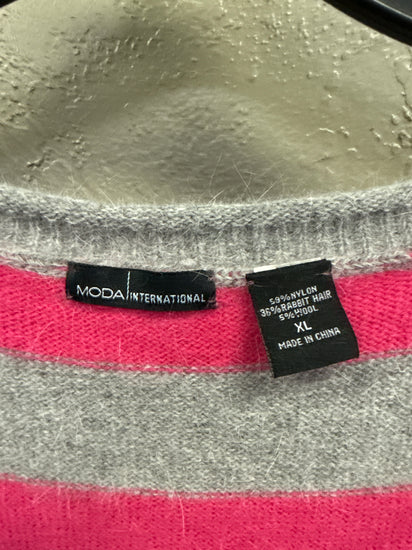 MODA INTERNATIONAL
59%NYLON
36%RABBIT HAIR
5%WOOL
XL
MADE IN CHINA